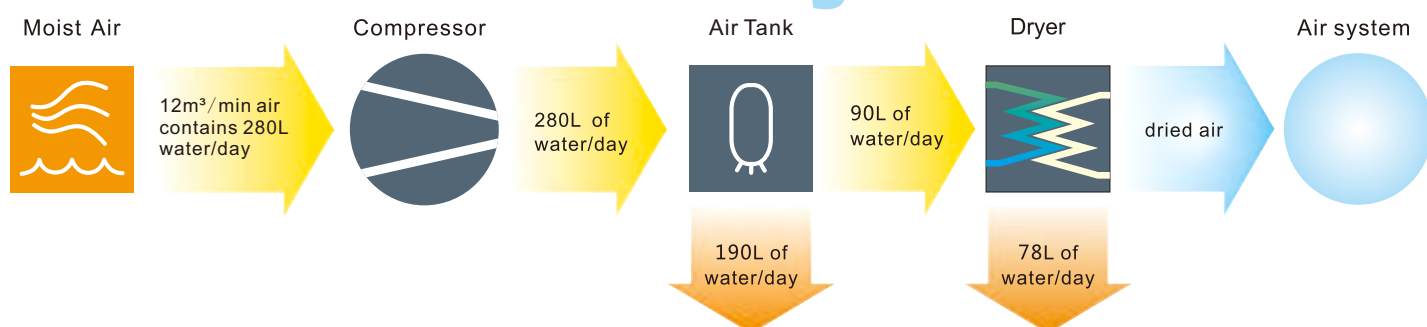 Moist Air
Compressor
Air Tank
Dryer
Air system
12m³/min air
contains 280L
water/day
280L of
water/day
90L of
water/day
dried air
190L of
water/day
78L of
water/day